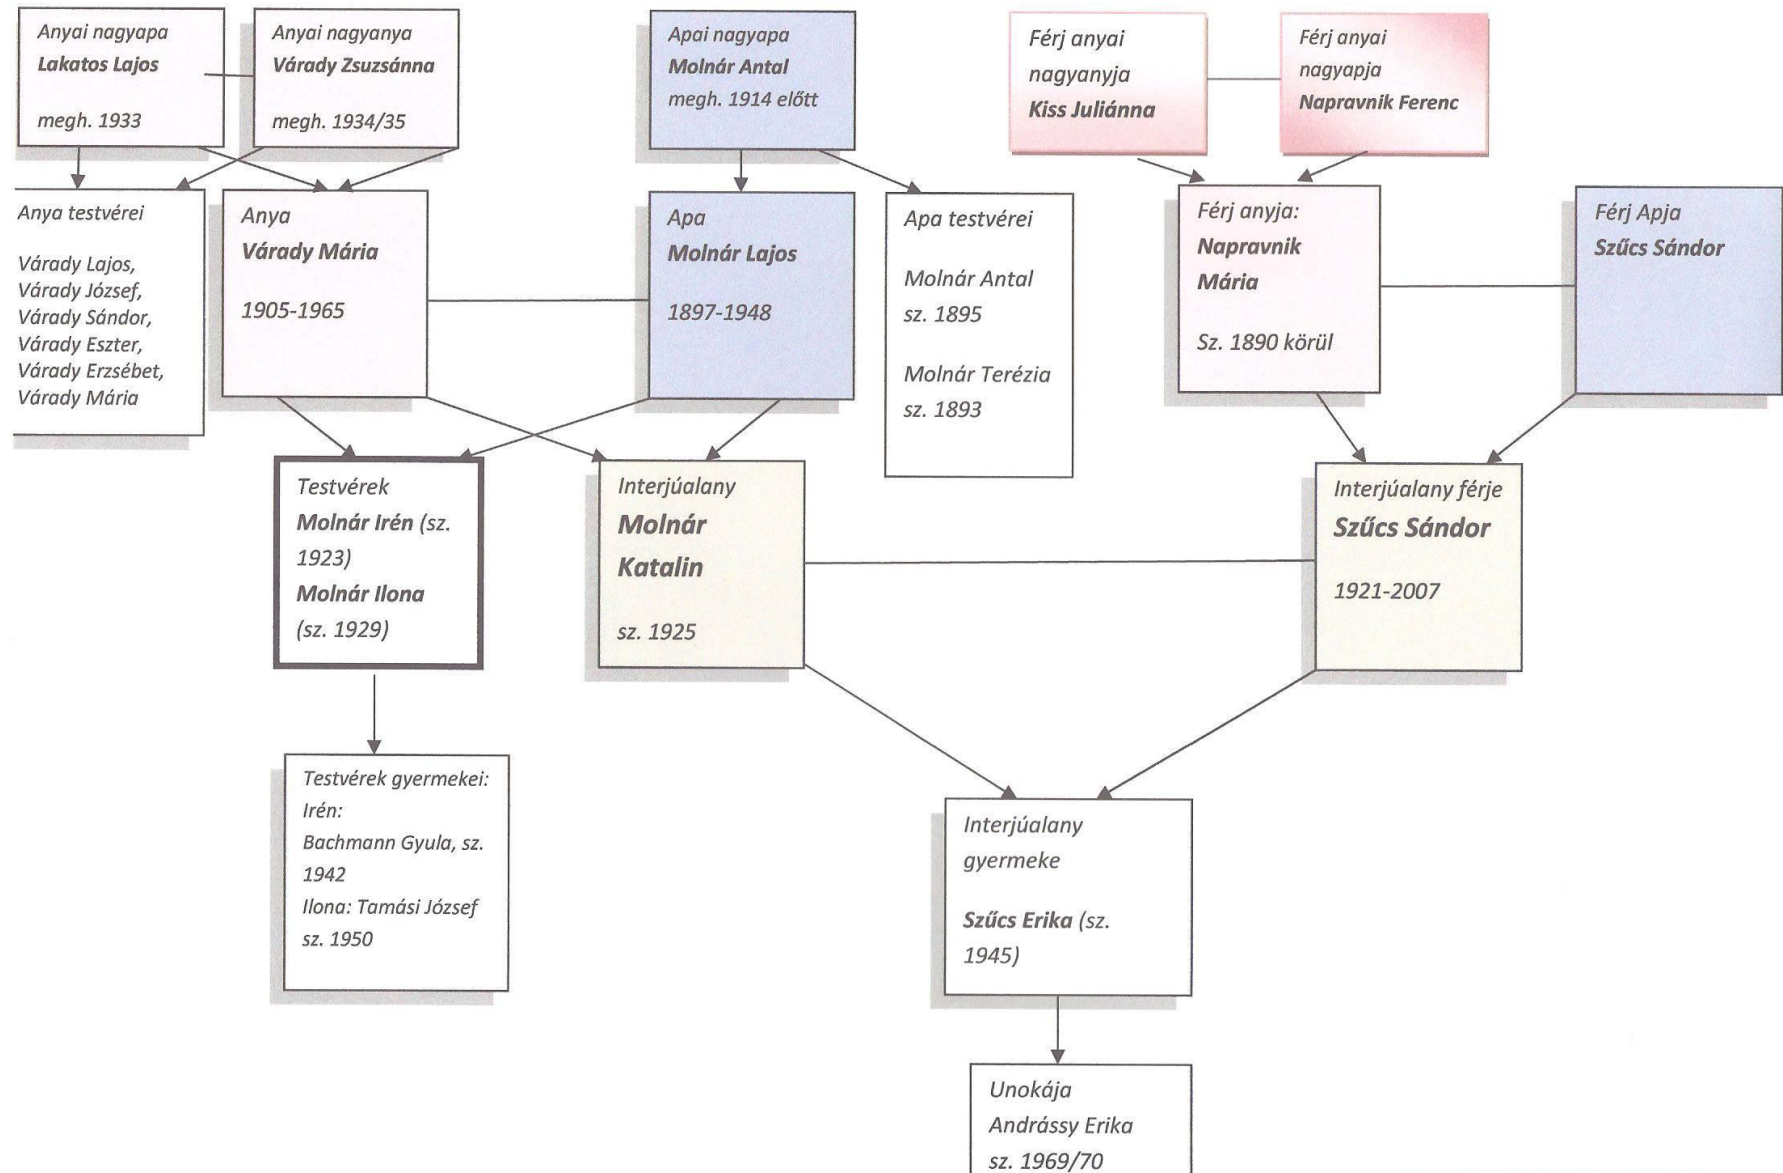 Anyai nagyapa
Lakatos Lajos
megh. 1933
Anyai nagyanya
Várady Zsuzsánna
megh. 1934/35
Apai nagyapa
Molnár Antal
megh. 1914 előtt
Férj anyai
nagyanyja
Kiss Juliánna
Férj anyai
nagyapja
Napravnik Ferenc
Anya testvérei
Várady Lajos,
Várady József,
Várady Sándor,
Várady Eszter,
Várady Erzsébet,
Várady Mária
Anya
Várady Mária
1905-1965
Apa
Molnár Lajos
1897-1948
Apa testvérei
Molnár Antal
sz. 1895
Molnár Terézia
sz. 1893
Férj anyja:
Napravnik
Mária
Sz. 1890 körül
Férj Apja
Szűcs Sándor
Testvérek
Molnár Irén (sz.
1923)
Molnár Ilona
(sz. 1929)
Interjúalany
Molnár
Katalin
sz. 1925
Interjúalany férje
Szűcs Sándor
1921-2007
Testvérek gyermekei:
Irén:
Bachmann Gyula, sz.
1942
Ilona: Tamási József
sz. 1950
Interjúalany
gyermeke
Szűcs Erika (sz.
1945)
Unokája
Andrássy Erika
sz. 1969/70